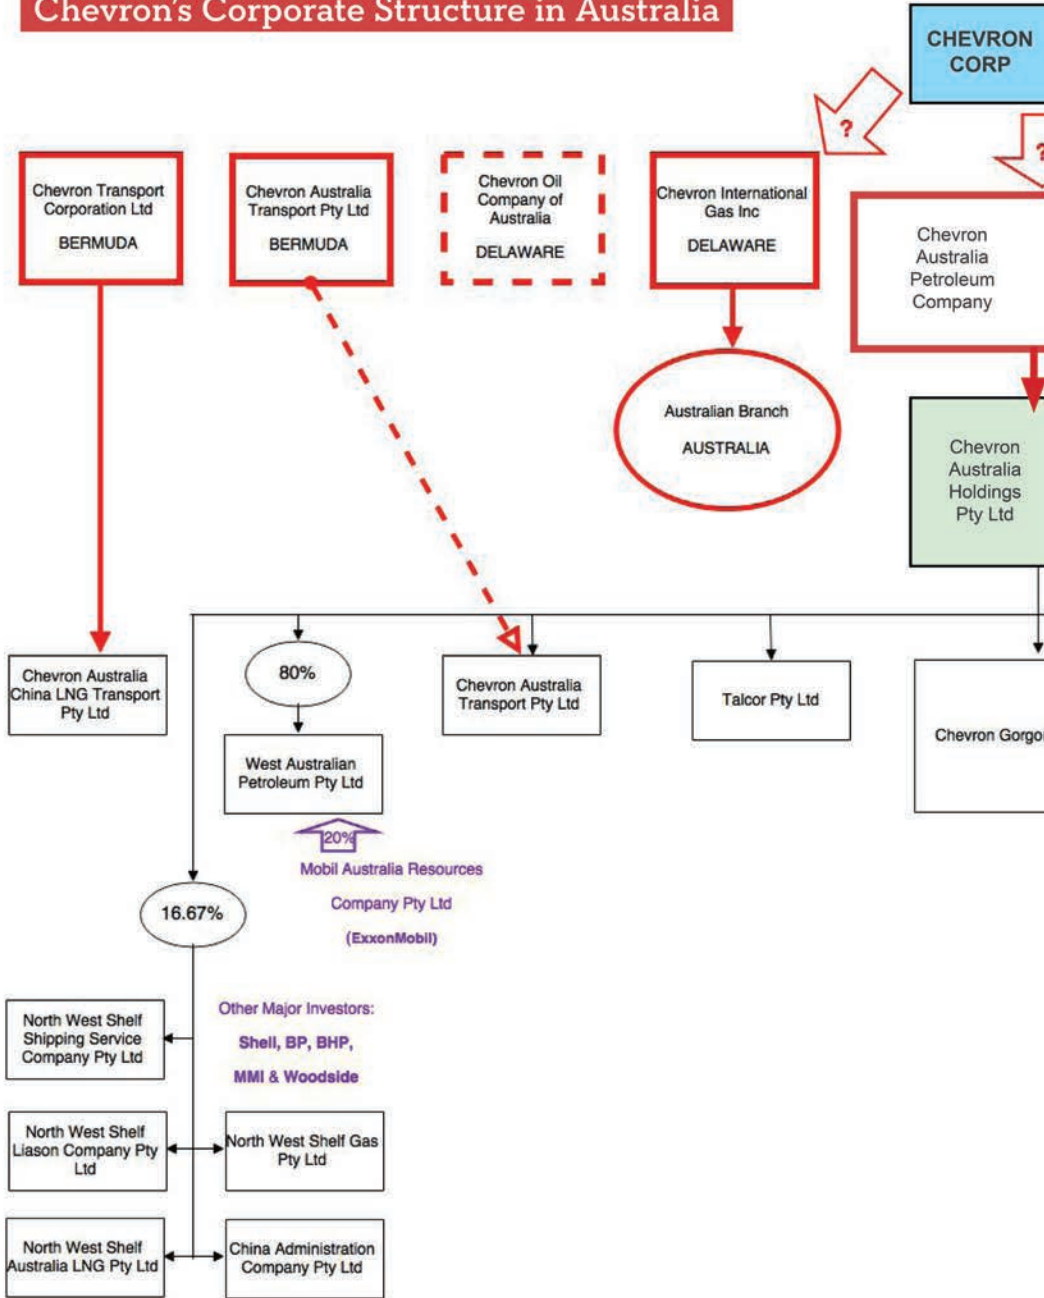 Chevron's Corporate Structure in Australia
CHEVRON
CORP
?
?
Chevron Transport
Corporation Ltd
BERMUDA
Chevron Australia
Transport Pty Ltd
BERMUDA
Chevron Oil
Company of
Australia
DELAWARE
Chevron International
Gas Inc
DELAWARE
Chevron
Australia
Petroleum
Company
Australian Branch
AUSTRALIA
Chevron
Australia
Holdings
Pty Ltd
Chevron Australia
China LNG Transport
Pty Ltd
80%
West Australian
Petroleum Pty Ltd
Chevron Australia
Transport Pty Ltd
Talcor Pty Ltd
Chevron Gorgon
20%
Mobil Australia Resources
Company Pty Ltd
(ExxonMobil)
16.67%
Other Major Investors:
Shell, BP, BHP,
MMI & Woodside
North West Shelf
Shipping Service
Company Pty Ltd
North West Shelf
Liason Company Pty
Ltd
North West Shelf Gas
Pty Ltd
North West Shelf
Australia LNG Pty Ltd
China Administration
Company Pty Ltd